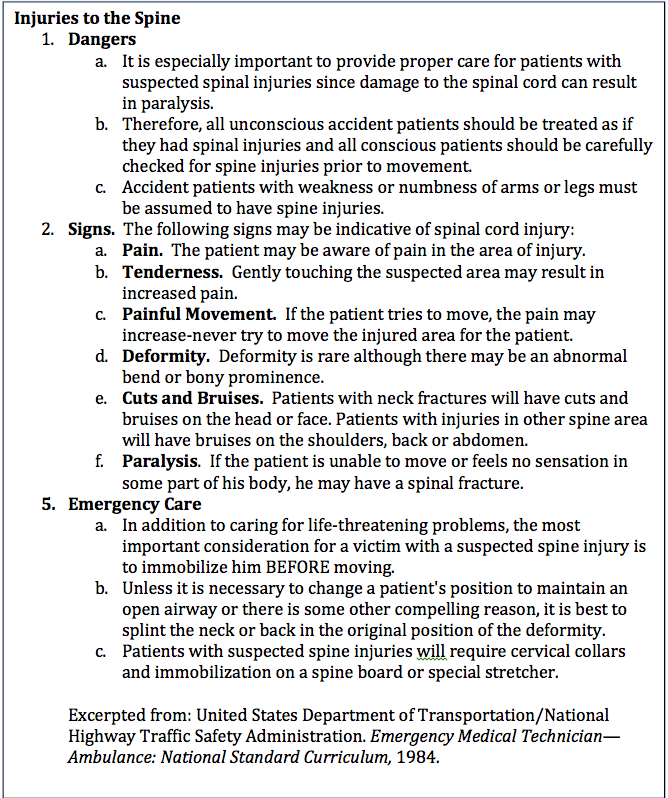 Injuries to the Spine
1. Dangers
a. It is especially important to provide proper care for patients with
suspected spinal injuries since damage to the spinal cord can result
in paralysis.
b. Therefore, all unconscious accident patients should be treated as if
they had spinal injuries and all conscious patients should be carefully
checked for spine injuries prior to movement.
c. Accident patients with weakness or numbness of arms or legs must
be assumed to have spine injuries.
2. Signs. The following signs may be indicative of spinal cord injury:
a. Pain. The patient may be aware of pain in the area of injury.
b. Tenderness. Gently touching the suspected area may result in
increased pain.
c. Painful Movement. If the patient tries to move, the pain may
increase-never try to move the injured area for the patient.
d. Deformity. Deformity is rare although there may be an abnormal
bend or bony prominence.
e. Cuts and Bruises. Patients with neck fractures will have cuts and
bruises on the head or face. Patients with injuries in other spine area
will have bruises on the shoulders, back or abdomen.
f. Paralysis. If the patient is unable to move or feels no sensation in
some part of his body, he may have a spinal fracture.
5. Emergency Care
a. In addition to caring for life-threatening problems, the most
important consideration for a victim with a suspected spine injury is
to immobilize him BEFORE moving.
b. Unless it is necessary to change a patient's position to maintain an
open airway or there is some other compelling reason, it is best to
splint the neck or back in the original position of the deformity.
c. Patients with suspected spine injuries will require cervical collars
and immobilization on a spine board or special stretcher.
Excerpted from: United States Department of Transportation/National
Highway Traffic Safety Administration. Emergency Medical Technician—
Ambulance: National Standard Curriculum, 1984.